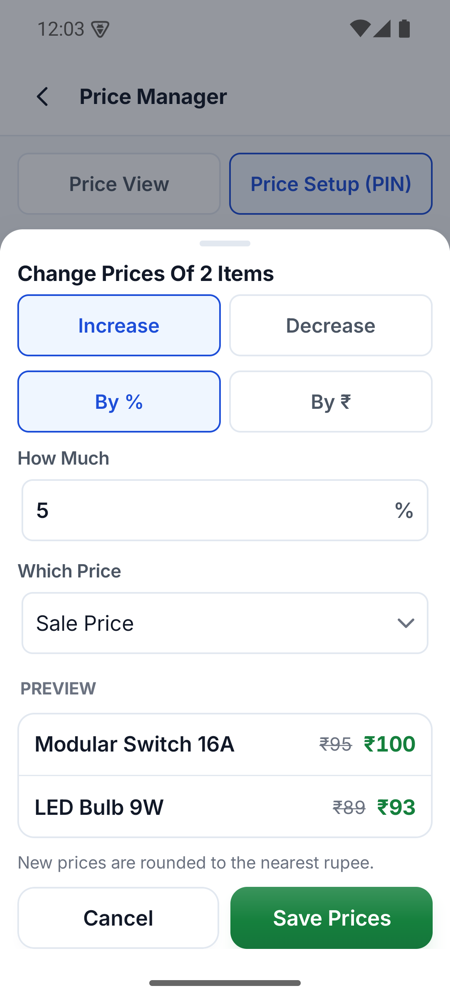 12:03
Price Manager
Price View
Price Setup (PIN)
Change Prices Of 2 Items
Increase
Decrease
By %
By ₹
How Much
5 %
Which Price
Sale Price
PREVIEW
Modular Switch 16A ₹95 ₹100
LED Bulb 9W ₹89 ₹93
New prices are rounded to the nearest rupee.
Cancel
Save Prices